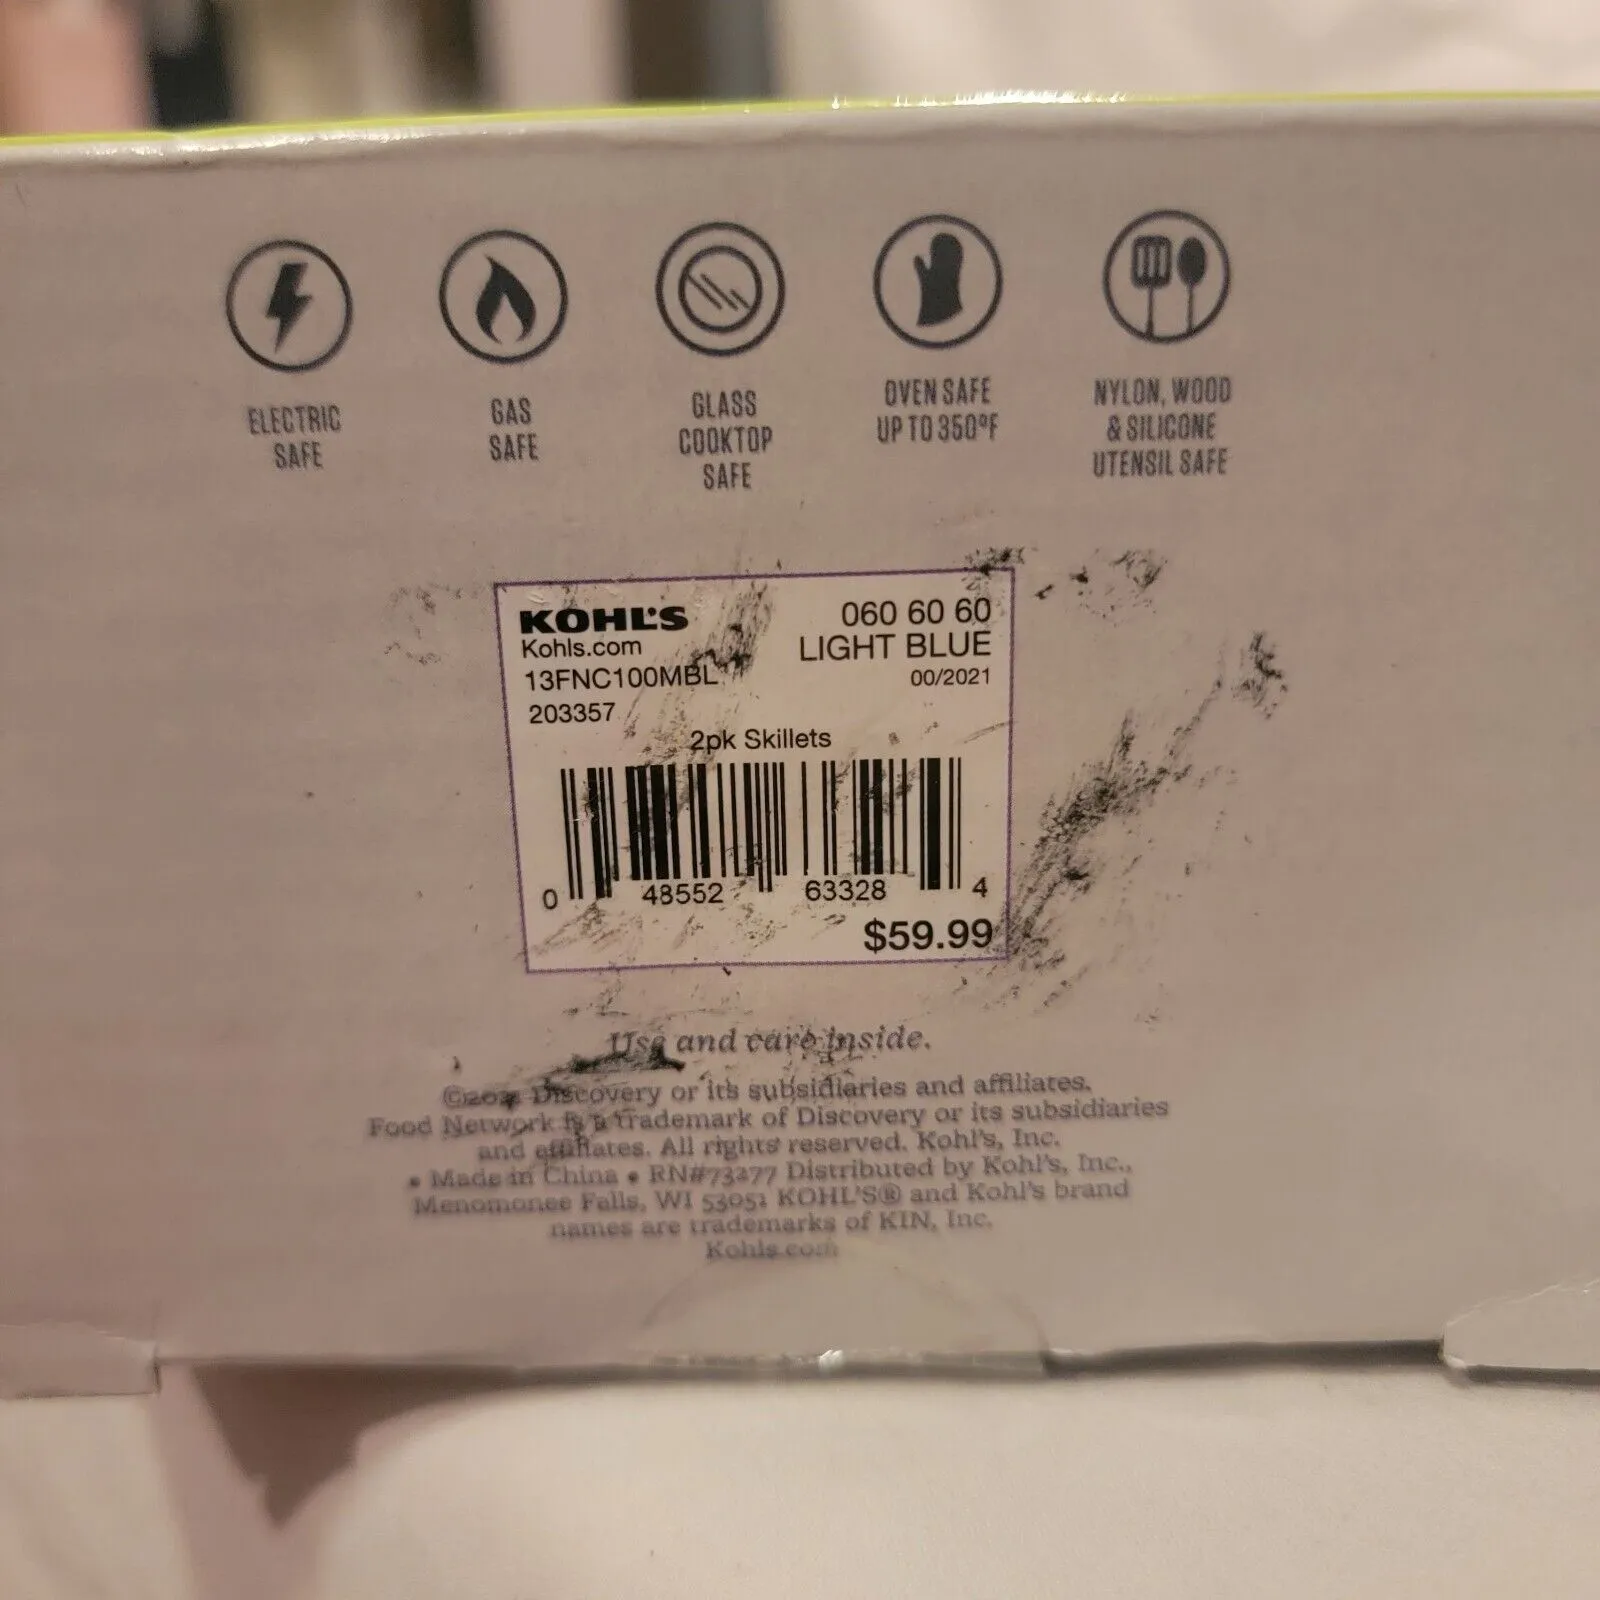 ELECTRIC
SAFE
GAS
SAFE
GLASS
COOKTOP
SAFE
OVEN SAFE
UP TO 350°F
NYLON, WOOD
& SILICONE
UTENSIL SAFE
KOHL'S
Kohls.com
13FNC100MBL
203357
060 60 60
LIGHT BLUE
00/2021
2pk Skillets
0 48552 63328 4
$59.99
Use and care inside.
©2021 Discovery or its subsidiaries and affiliates.
Food Network is a trademark of Discovery or its subsidiaries
and affiliates. All rights reserved. Kohl's, Inc.
• Made in China • RN#73277 Distributed by Kohl's, Inc.,
Menomonee Falls, WI 53051 KOHL'S® and Kohl's brand
names are trademarks of KIN, Inc.
Kohls.com